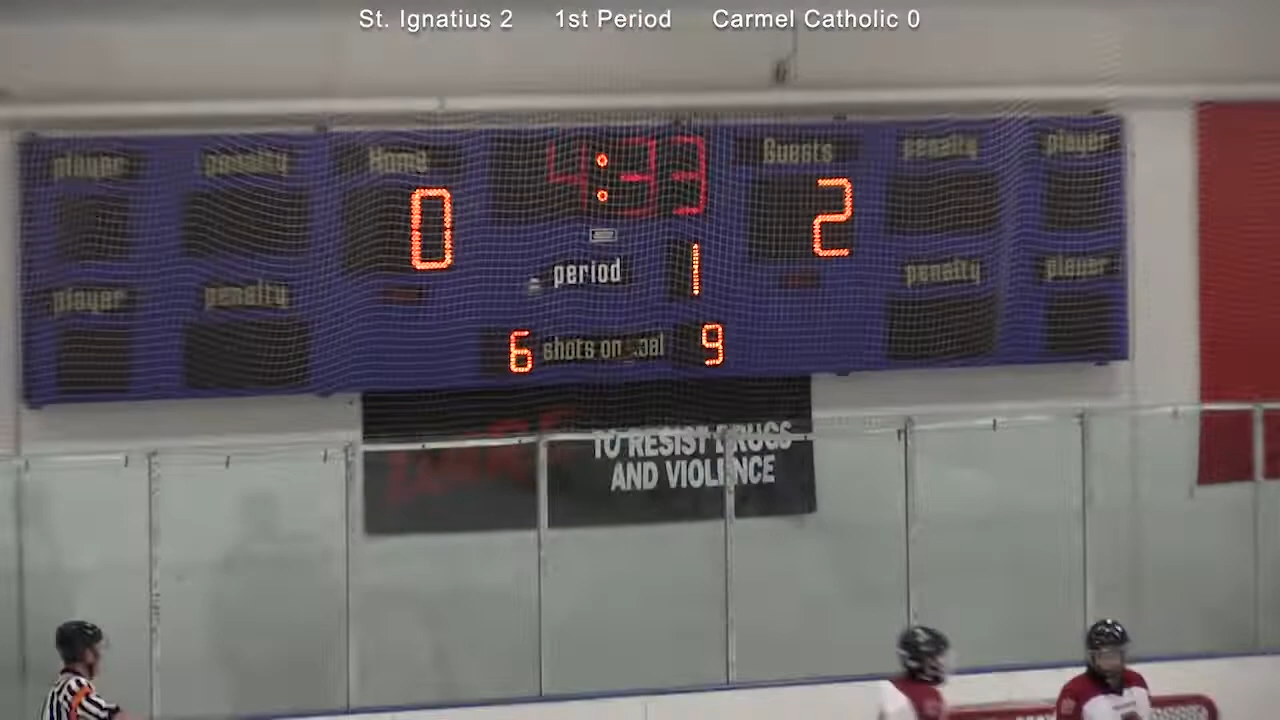 St. Ignatius 2 1st Period Carmel Catholic 0
player penalty Home 4:33 Guests penalty player
0 2
period 1
player penalty penalty player
6 shots on goal 9
TO RESIST DRUGS
AND VIOLENCE